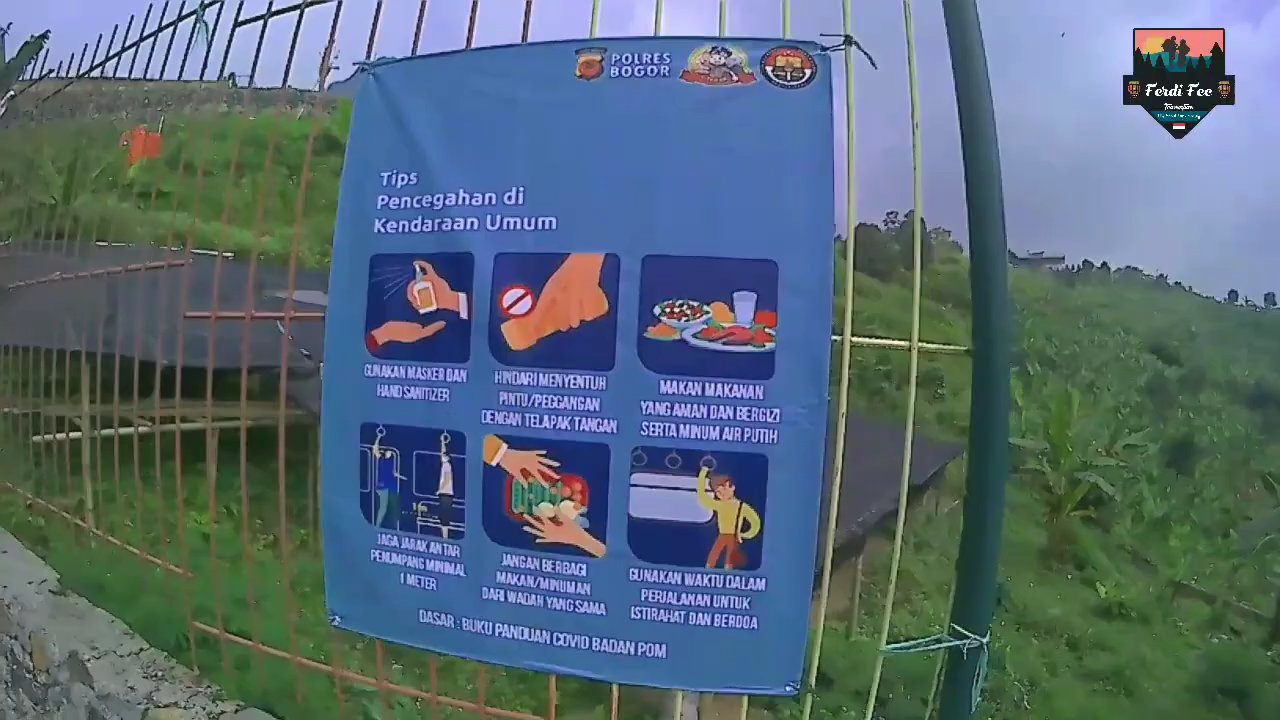 POLRES
BOGOR
Ferdi Fec
Tips
Pencegahan di
Kendaraan Umum
GUNAKAN MASKER DAN
HAND SANITIZER
HINDARI MENYENTUH
PINTU/PEGGANGAN
DENGAN TELAPAK TANGAN
MAKAN MAKANAN
YANG AMAN DAN BERGIZI
SERTA MINUM AIR PUTIH
JAGA JARAK ANTAR
PENUMPANG MINIMAL
1 METER
JANGAN BERBAGI
MAKAN/MINUMAN
DARI WADAH YANG SAMA
GUNAKAN WAKTU DALAM
PERJALANAN UNTUK
ISTIRAHAT DAN BERDOA
DASAR : BUKU PANDUAN COVID BADAN POM